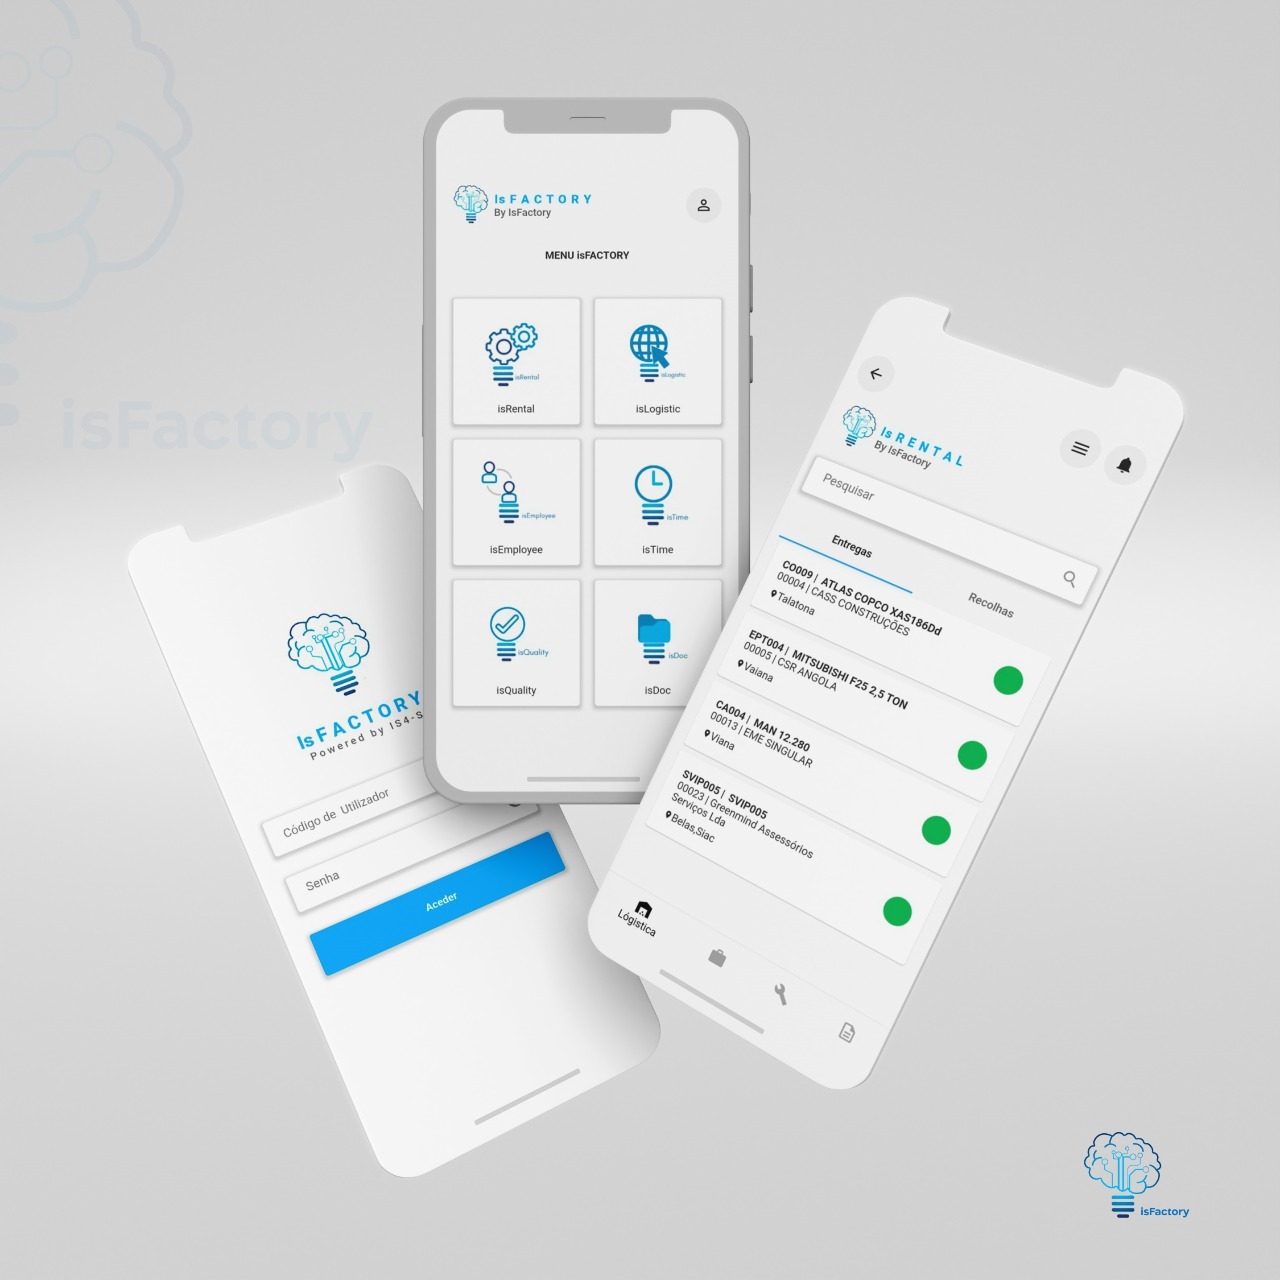 isFactory
IsFACTORY
By IsFactory
MENU isFACTORY
isRental
isRental
isLogistic
isLogistic
isEmployee
isEmployee
isTime
isTime
isQuality
isQuality
isDoc
isDoc
IsFACTORY
Powered by IS4-S
Código de Utilizador
Senha
Aceder
IsRENTAL
By IsFactory
Pesquisar
Entregas
Recolhas
CO009 | ATLAS COPCO XAS186Dd
00004 | CASS CONSTRUÇÕES
Talatona
EPT004 | MITSUBISHI F25 2,5 TON
00005 | CSR ANGOLA
Vaiana
CA004 | MAN 12.280
00013 | EME SINGULAR
Viana
SVIP005 | SVIP005
00023 | Greenmind Assessórios
Serviços Lda
Belas,Siac
Lógistica
isFactory